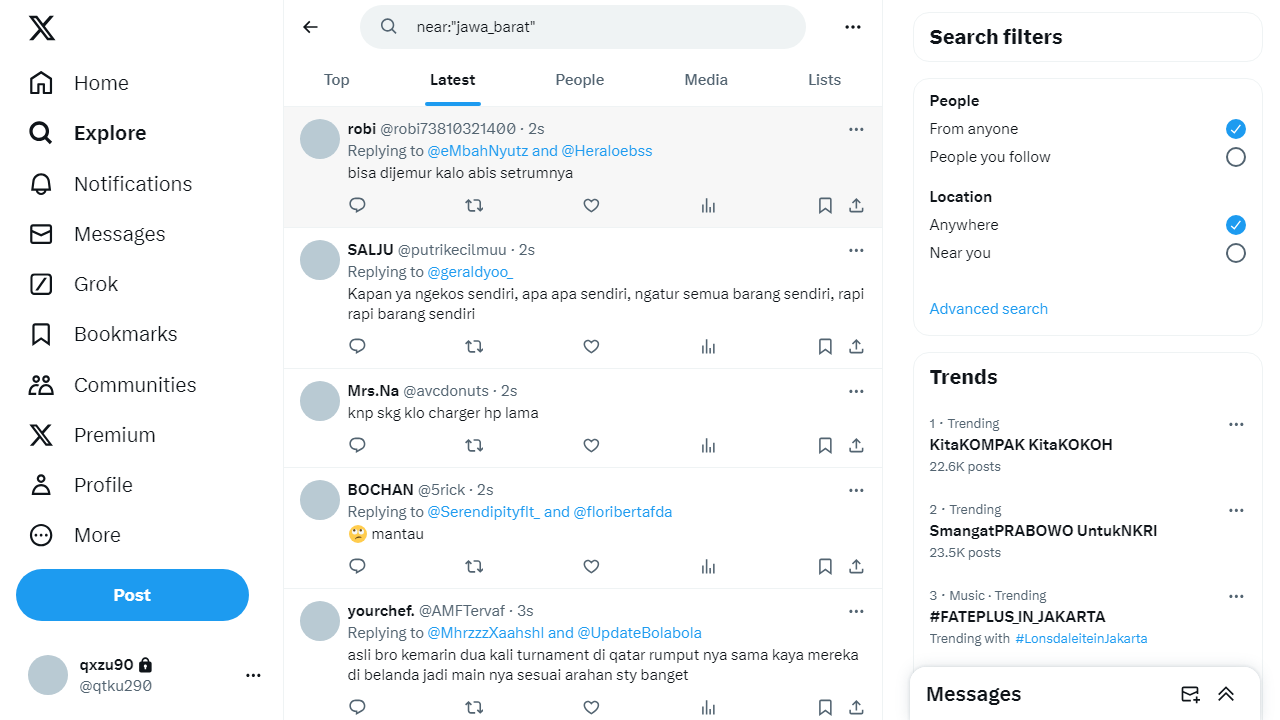 Home
Explore
Notifications
Messages
Grok
Bookmarks
Communities
Premium
Profile
More
Post
qxzu90
@qtku290
near:"jawa_barat"
Top
Latest
People
Media
Lists
robi @robi73810321400 · 2s
Replying to @eMbahNyutz and @Heraloebss
bisa dijemur kalo abis setrumnya
SALJU @putrikecilmuu · 2s
Replying to @geraldyoo_
Kapan ya ngekos sendiri, apa apa sendiri, ngatur semua barang sendiri, rapi
rapi barang sendiri
Mrs.Na @avcdonuts · 2s
knp skg klo charger hp lama
BOCHAN @5rick · 2s
Replying to @Serendipityflt_ and @floribertafda
🙄 mantau
yourchef. @AMFTervaf · 3s
Replying to @MhrzzzXaahshl and @UpdateBolabola
asli bro kemarin dua kali turnament di qatar rumput nya sama kaya mereka
di belanda jadi main nya sesuai arahan sty banget
Search filters
People
From anyone
People you follow
Location
Anywhere
Near you
Advanced search
Trends
1 · Trending
KitaKOMPAK KitaKOKOH
22.6K posts
2 · Trending
SmangatPRABOWO UntukNKRI
23.5K posts
3 · Music · Trending
#FATEPLUS_IN_JAKARTA
Trending with #LonsdaleiteinJakarta
Messages